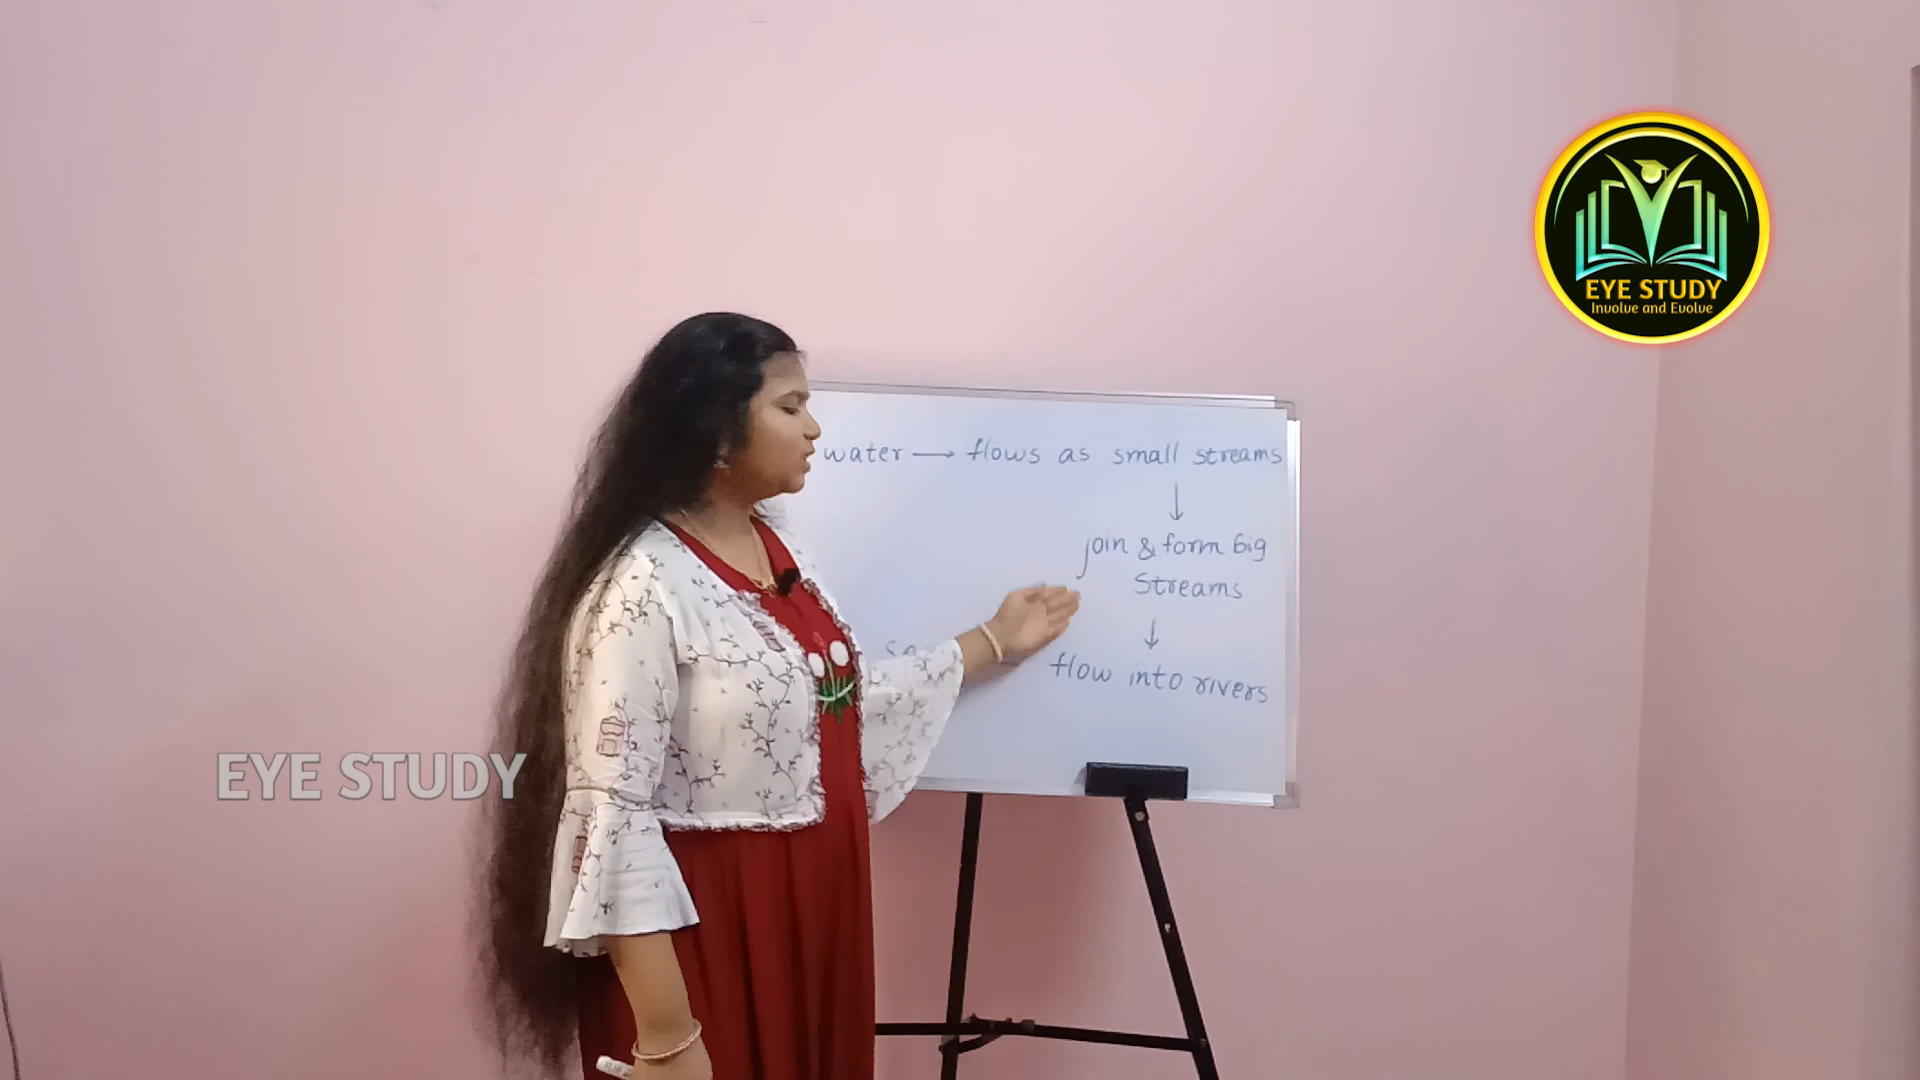 EYE STUDY
Involve and Evolve
water → flows as small streams
↓
join & form big
Streams
↓
flow into rivers
EYE STUDY